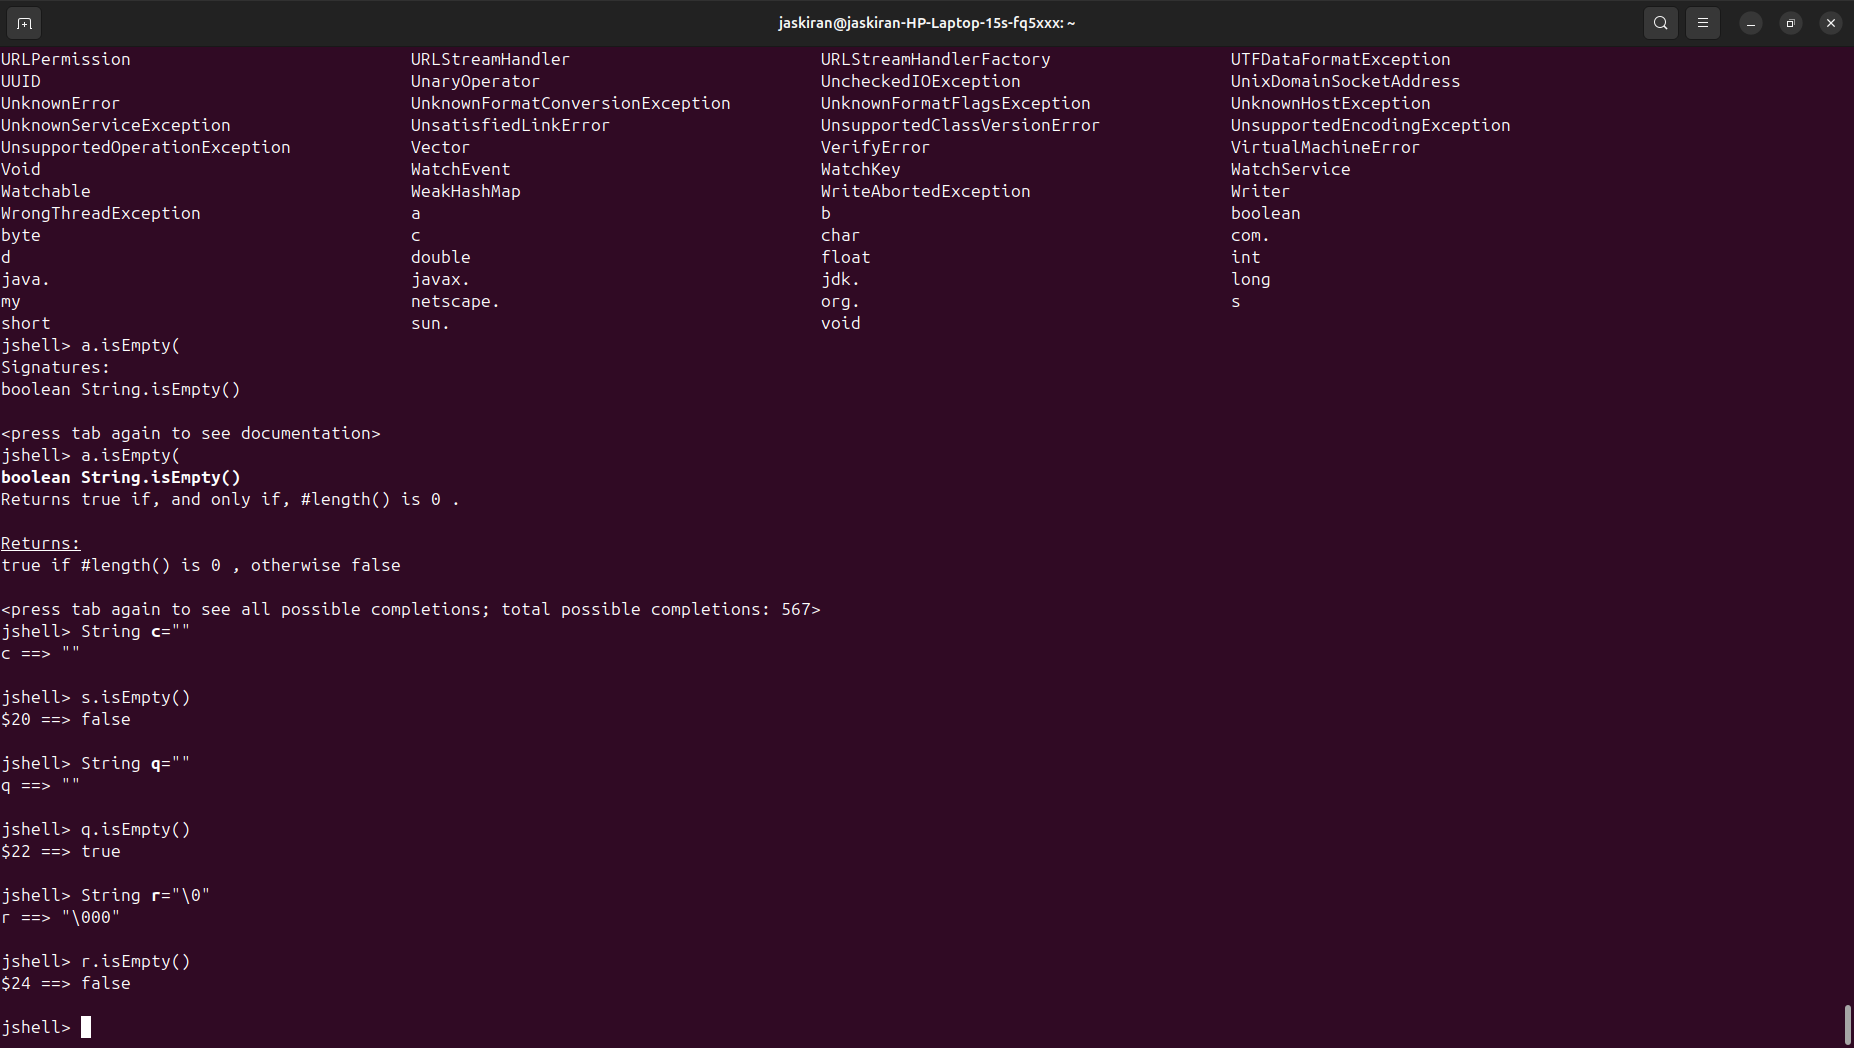 jaskiran@jaskiran-HP-Laptop-15s-fq5xxx: ~
URLPermission URLStreamHandler URLStreamHandlerFactory UTFDataFormatException
UUID UnaryOperator UncheckedIOException UnixDomainSocketAddress
UnknownError UnknownFormatConversionException UnknownFormatFlagsException UnknownHostException
UnknownServiceException UnsatisfiedLinkError UnsupportedClassVersionError UnsupportedEncodingException
UnsupportedOperationException Vector VerifyError VirtualMachineError
Void WatchEvent WatchKey WatchService
Watchable WeakHashMap WriteAbortedException Writer
WrongThreadException a b boolean
byte c char com.
d double float int
java. javax. jdk. long
my netscape. org. s
short sun. void
jshell> a.isEmpty(
Signatures:
boolean String.isEmpty()
<press tab again to see documentation>
jshell> a.isEmpty(
boolean String.isEmpty()
Returns true if, and only if, #length() is 0 .
Returns:
true if #length() is 0 , otherwise false
<press tab again to see all possible completions; total possible completions: 567>
jshell> String c=""
c ==> ""
jshell> s.isEmpty()
$20 ==> false
jshell> String q=""
q ==> ""
jshell> q.isEmpty()
$22 ==> true
jshell> String r="\0"
r ==> "\000"
jshell> r.isEmpty()
$24 ==> false
jshell>